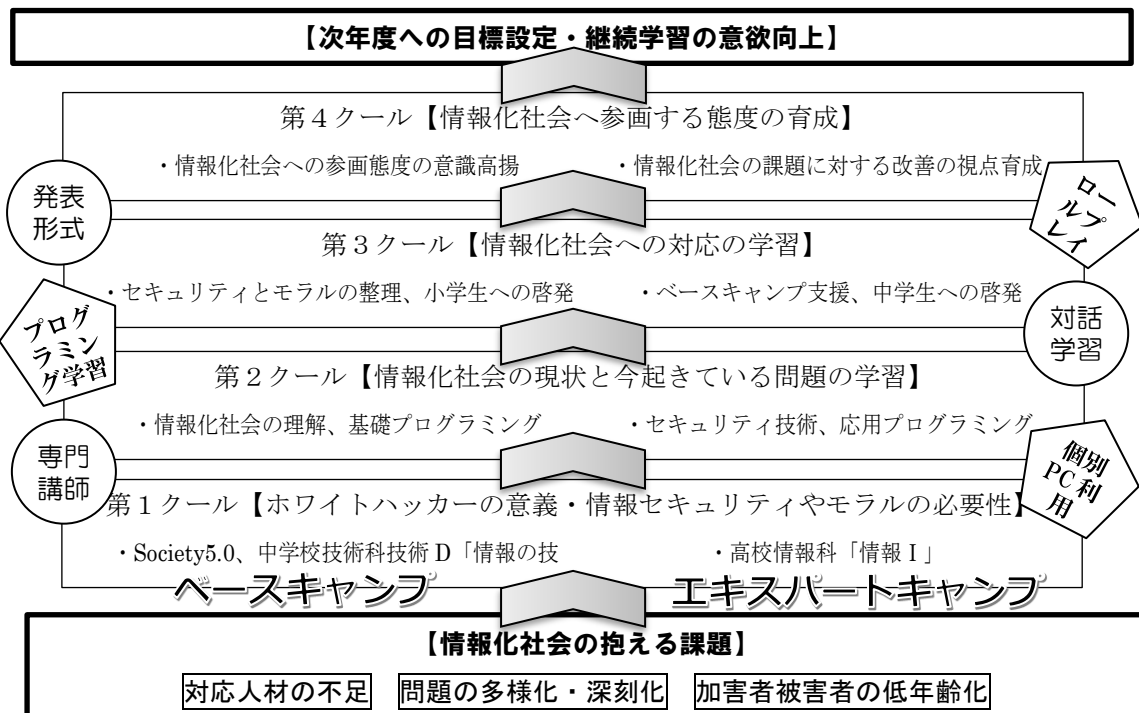 【次年度への目標設定・継続学習の意欲向上】
第４クール【情報化社会へ参画する態度の育成】
・情報化社会への参画態度の意識高揚
・情報化社会の課題に対する改善の視点育成
発表
形式
ロー
ルプ
レイ
第３クール【情報化社会への対応の学習】
・セキュリティとモラルの整理、小学生への啓発
・ベースキャンプ支援、中学生への啓発
プログ
ラミン
グ学習
対話
学習
第２クール【情報化社会の現状と今起きている問題の学習】
・情報化社会の理解、基礎プログラミング
・セキュリティ技術、応用プログラミング
専門
講師
個別
PC利
用
第１クール【ホワイトハッカーの意義・情報セキュリティやモラルの必要性】
・Society5.0、中学校技術科技術 D「情報の技
・高校情報科「情報Ⅰ」
ベースキャンプ
エキスパートキャンプ
【情報化社会の抱える課題】
対応人材の不足
問題の多様化・深刻化
加害者被害者の低年齢化